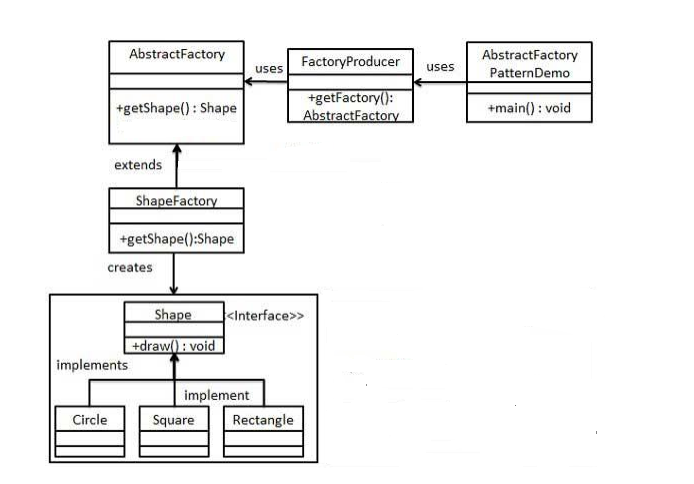 AbstractFactory
+getShape() : Shape
uses
FactoryProducer
+getFactory():
AbstractFactory
uses
AbstractFactory
PatternDemo
+main() : void
extends
ShapeFactory
+getShape():Shape
creates
Shape
<<Interface>>
+draw() : void
implements
implement
Circle
Square
Rectangle